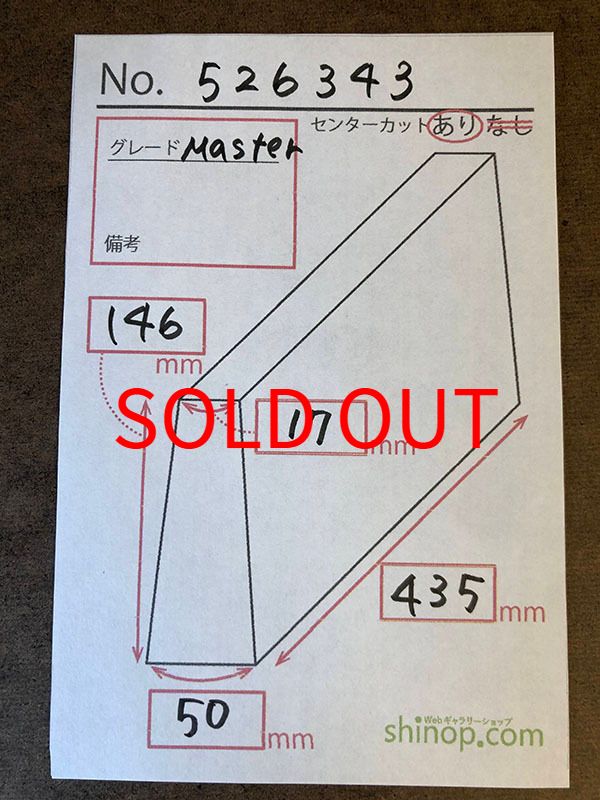 No. 526343
センターカット あり なし
グレード Master
備考
146
mm
SOLD OUT
17
mm
435
mm
50
mm
Webギャラリーショップ
shinop.com